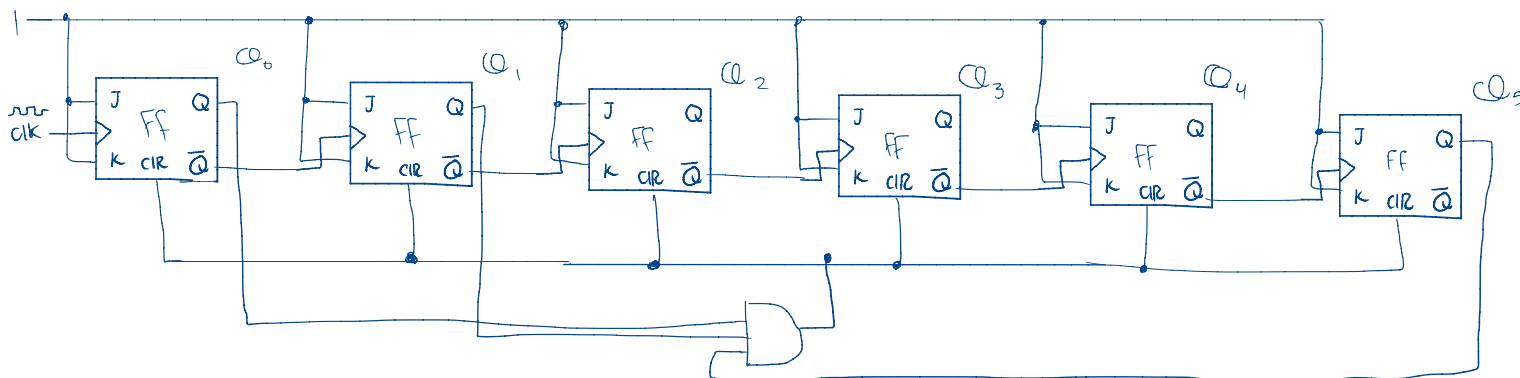 1
CLK
J Q Q0
FF
K CLR Q̅
J Q Q1
FF
K CLR Q̅
J Q Q2
FF
K CLR Q̅
J Q Q3
FF
K CLR Q̅
J Q Q4
FF
K CLR Q̅
J Q Q5
FF
K CLR Q̅